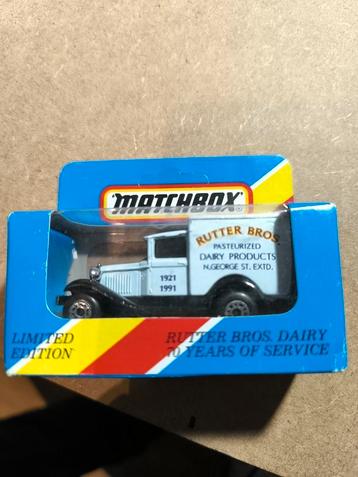 MATCHBOX
RUTTER BROS.
PASTEURIZED
DAIRY PRODUCTS
N.GEORGE ST. EXTD.
1921
1991
LIMITED
EDITION
RUTTER BROS. DAIRY
70 YEARS OF SERVICE